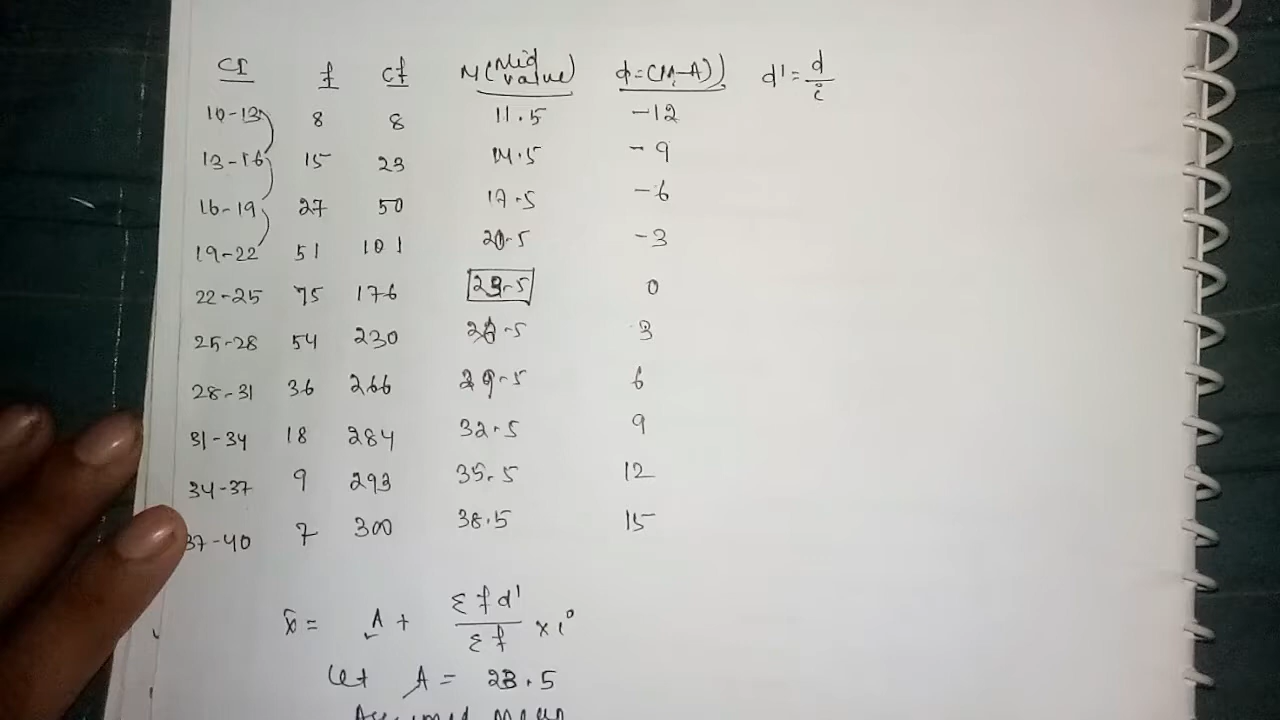 CI f cf M(Mid value) d=(M-A)) d' = d/i
10-13 8 8 11.5 -12
13-16 15 23 14.5 -9
16-19 27 50 17.5 -6
19-22 51 101 20.5 -3
22-25 75 176 23.5 0
25-28 54 230 26.5 3
28-31 36 266 29.5 6
31-34 18 284 32.5 9
34-37 9 293 35.5 12
37-40 7 300 38.5 15
x̄ = A + Σfd'/Σf × i
Let A = 23.5
Assumed Mean